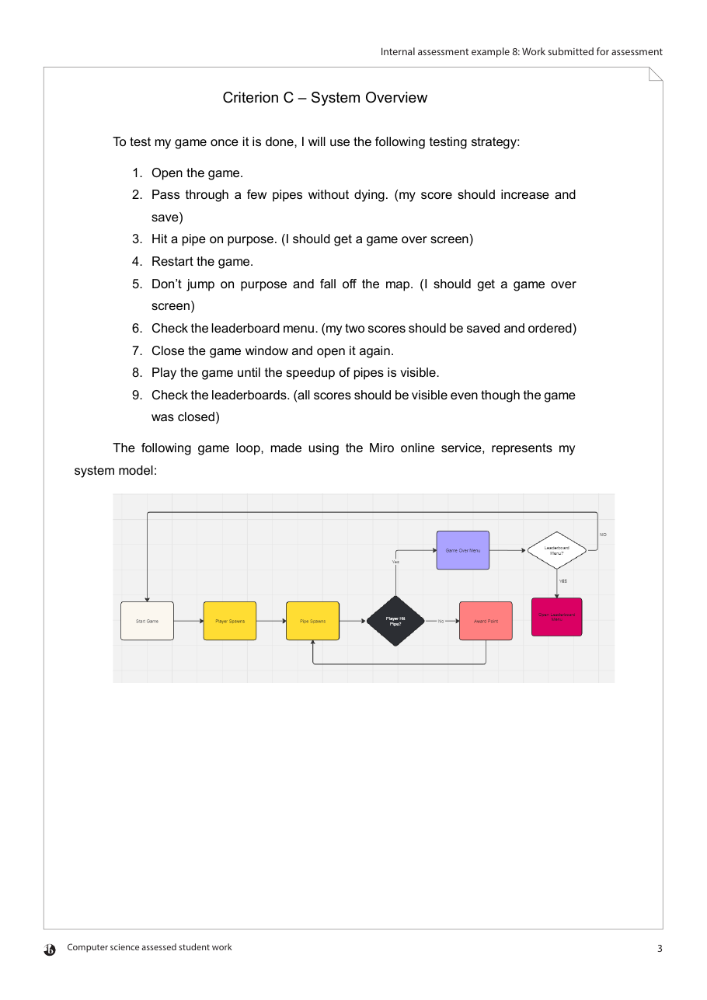 Internal assessment example 8: Work submitted for assessment
Criterion C – System Overview
To test my game once it is done, I will use the following testing strategy:
1. Open the game.
2. Pass through a few pipes without dying. (my score should increase and
save)
3. Hit a pipe on purpose. (I should get a game over screen)
4. Restart the game.
5. Don’t jump on purpose and fall off the map. (I should get a game over
screen)
6. Check the leaderboard menu. (my two scores should be saved and ordered)
7. Close the game window and open it again.
8. Play the game until the speedup of pipes is visible.
9. Check the leaderboards. (all scores should be visible even though the game
was closed)
The following game loop, made using the Miro online service, represents my
system model:
NO
Game Over Menu
Leaderboard
Menu?
Yes
YES
Start Game
Player Spawns
Pipe Spawns
Player Hit
Pipe?
No
Award Point
Open Leaderboard
Menu
Computer science assessed student work
3